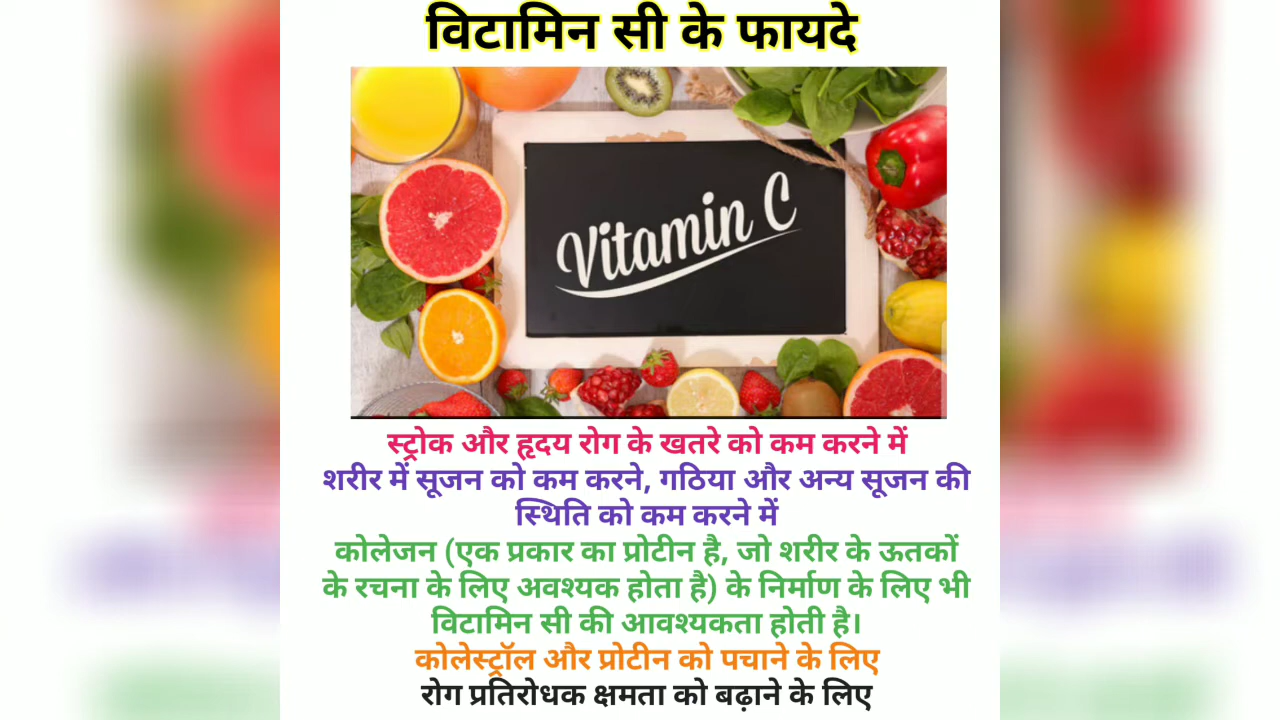 विटामिन सी के फायदे
Vitamin C
स्ट्रोक और हृदय रोग के खतरे को कम करने में
शरीर में सूजन को कम करने, गठिया और अन्य सूजन की
स्थिति को कम करने में
कोलेजन (एक प्रकार का प्रोटीन है, जो शरीर के ऊतकों
के रचना के लिए अवश्यक होता है) के निर्माण के लिए भी
विटामिन सी की आवश्यकता होती है।
कोलेस्ट्रॉल और प्रोटीन को पचाने के लिए
रोग प्रतिरोधक क्षमता को बढ़ाने के लिए